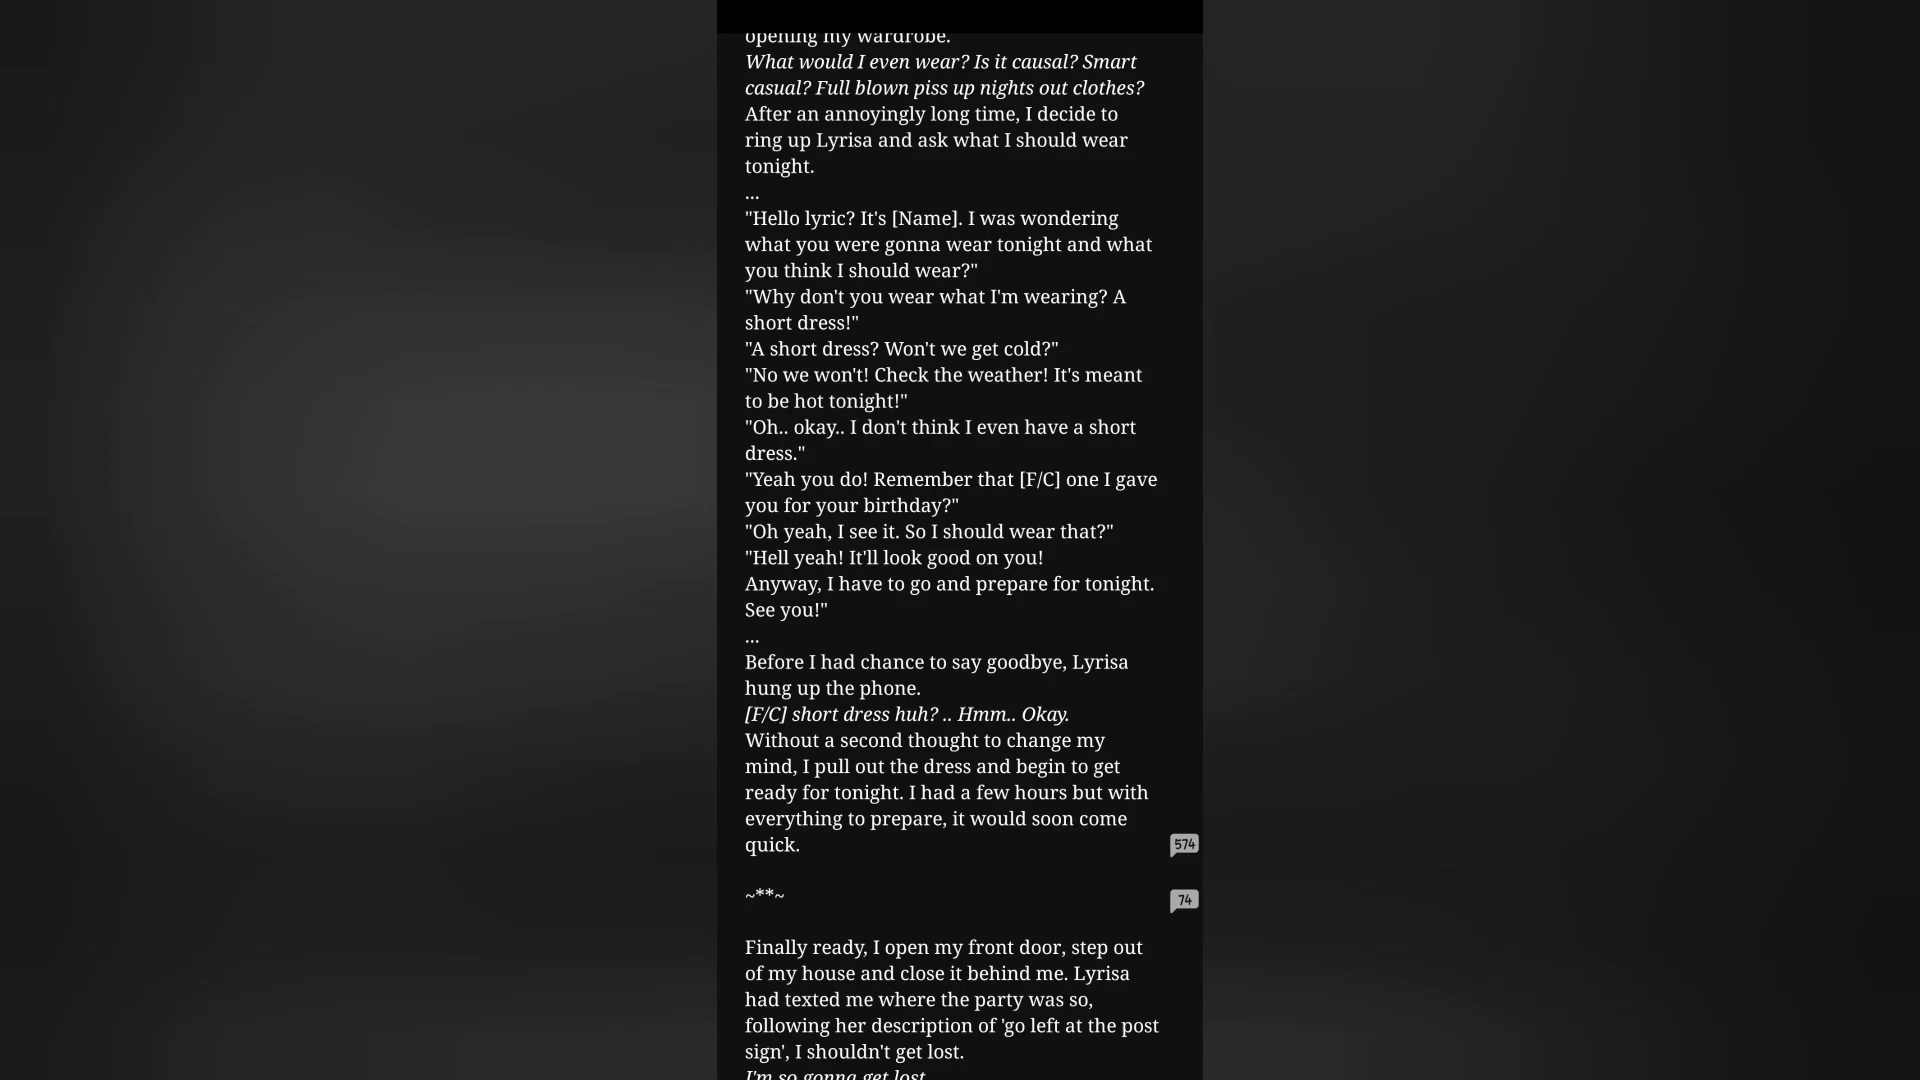 opening my wardrobe.
What would I even wear? Is it causal? Smart
casual? Full blown piss up nights out clothes?
After an annoyingly long time, I decide to
ring up Lyrisa and ask what I should wear
tonight.
...
"Hello lyric? It's [Name]. I was wondering
what you were gonna wear tonight and what
you think I should wear?"
"Why don't you wear what I'm wearing? A
short dress!"
"A short dress? Won't we get cold?"
"No we won't! Check the weather! It's meant
to be hot tonight!"
"Oh.. okay.. I don't think I even have a short
dress."
"Yeah you do! Remember that [F/C] one I gave
you for your birthday?"
"Oh yeah, I see it. So I should wear that?"
"Hell yeah! It'll look good on you!
Anyway, I have to go and prepare for tonight.
See you!"
...
Before I had chance to say goodbye, Lyrisa
hung up the phone.
[F/C] short dress huh? .. Hmm.. Okay.
Without a second thought to change my
mind, I pull out the dress and begin to get
ready for tonight. I had a few hours but with
everything to prepare, it would soon come
quick.
574
~**~
74
Finally ready, I open my front door, step out
of my house and close it behind me. Lyrisa
had texted me where the party was so,
following her description of 'go left at the post
sign', I shouldn't get lost.
I'm so gonna get lost